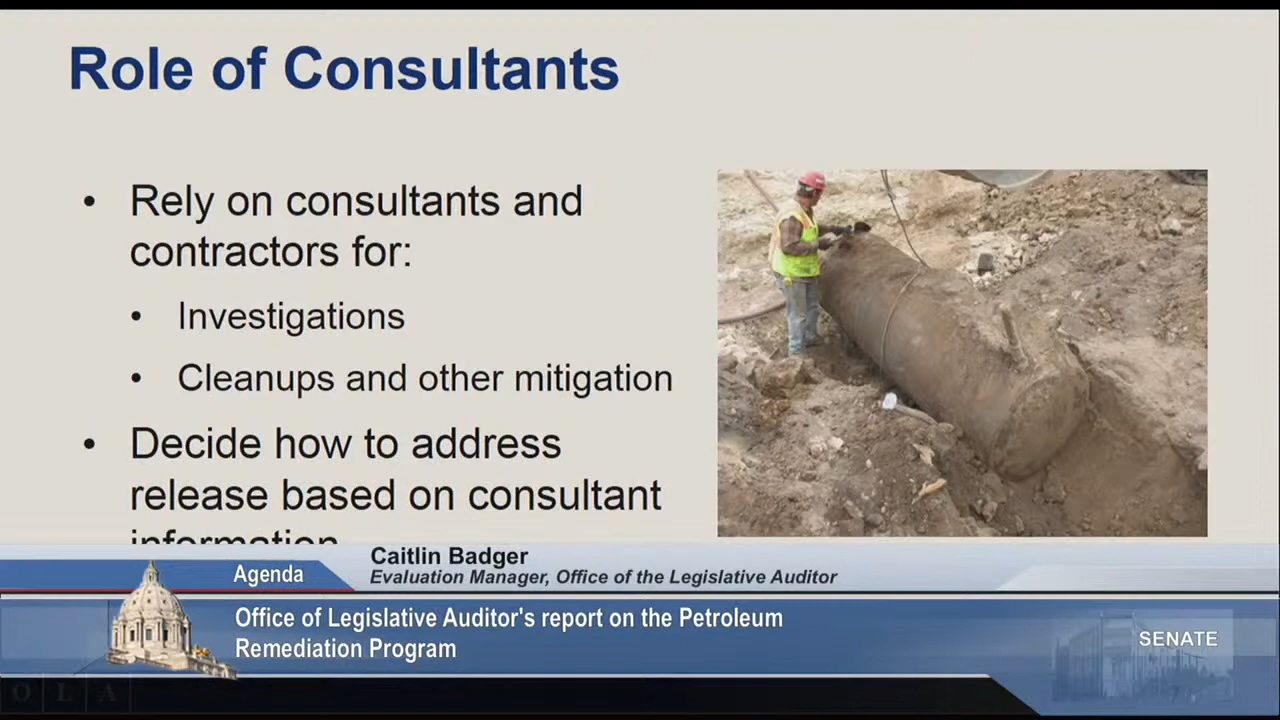 Role of Consultants
• Rely on consultants and
contractors for:
• Investigations
• Cleanups and other mitigation
• Decide how to address
release based on consultant
information
Caitlin Badger
Evaluation Manager, Office of the Legislative Auditor
Agenda
Office of Legislative Auditor's report on the Petroleum
Remediation Program
SENATE
O L A